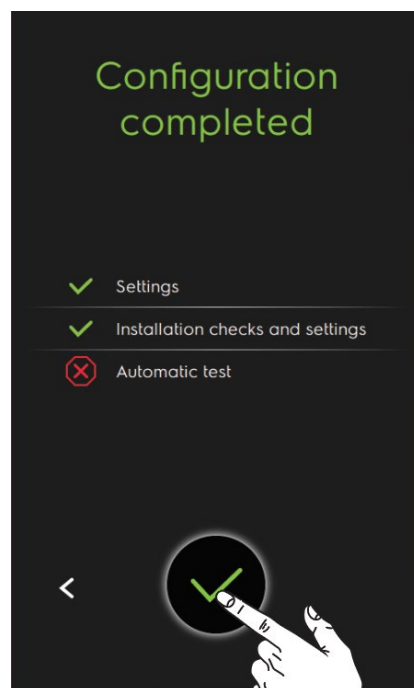 Configuration
completed
Settings
Installation checks and settings
Automatic test